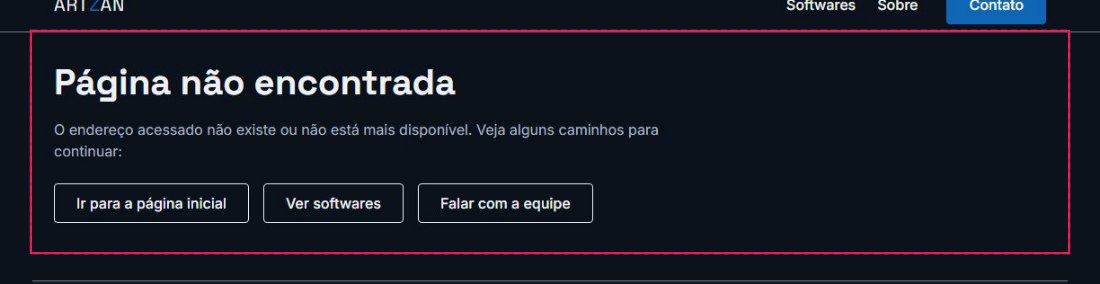 ARTZAN
Softwares
Sobre
Contato
Página não encontrada
O endereço acessado não existe ou não está mais disponível. Veja alguns caminhos para
continuar:
Ir para a página inicial
Ver softwares
Falar com a equipe